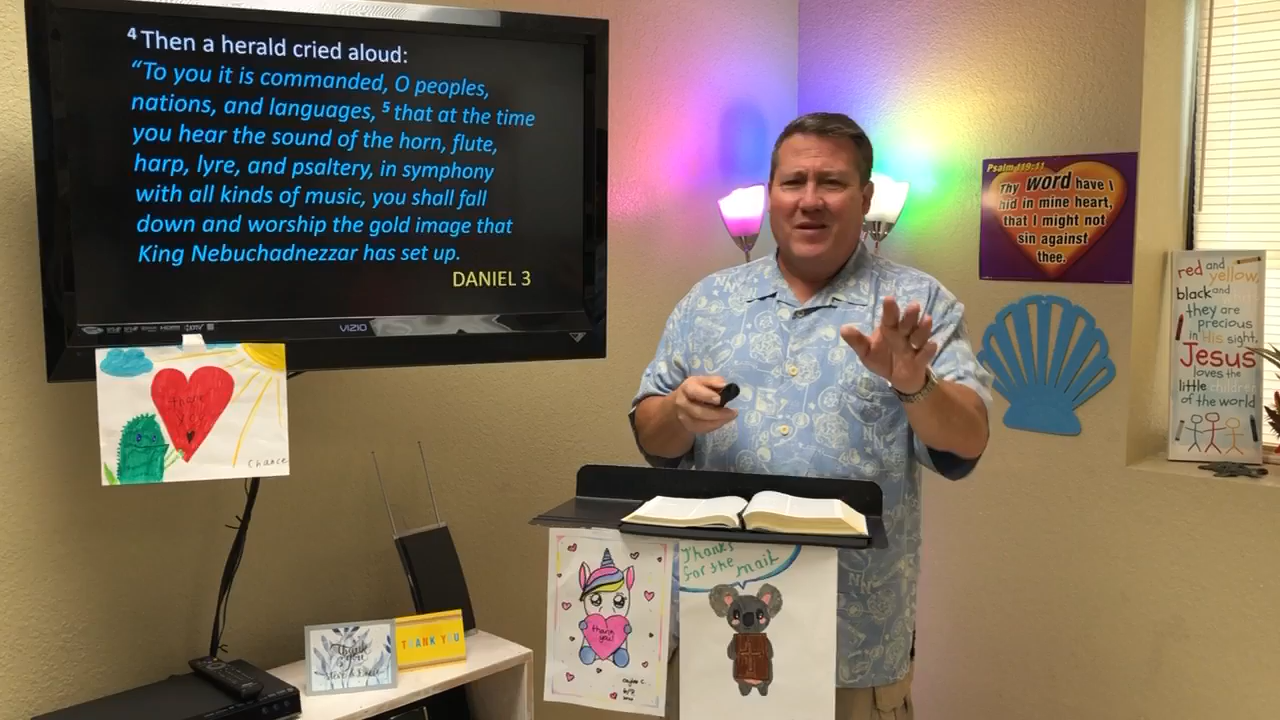 4 Then a herald cried aloud:
“To you it is commanded, O peoples,
nations, and languages, 5 that at the time
you hear the sound of the horn, flute,
harp, lyre, and psaltery, in symphony
with all kinds of music, you shall fall
down and worship the gold image that
King Nebuchadnezzar has set up.
DANIEL 3
VIZIO
thank
you
Chance
Thank
you
THANK YOU
thank
you!
Thanks
for the mail
Psalm 119:11
Thy WORD have I
hid in mine heart,
that I might not
sin against
thee.
red and
yellow,
black and
they are
precious
in His sight,
Jesus
loves the
little children
of the world